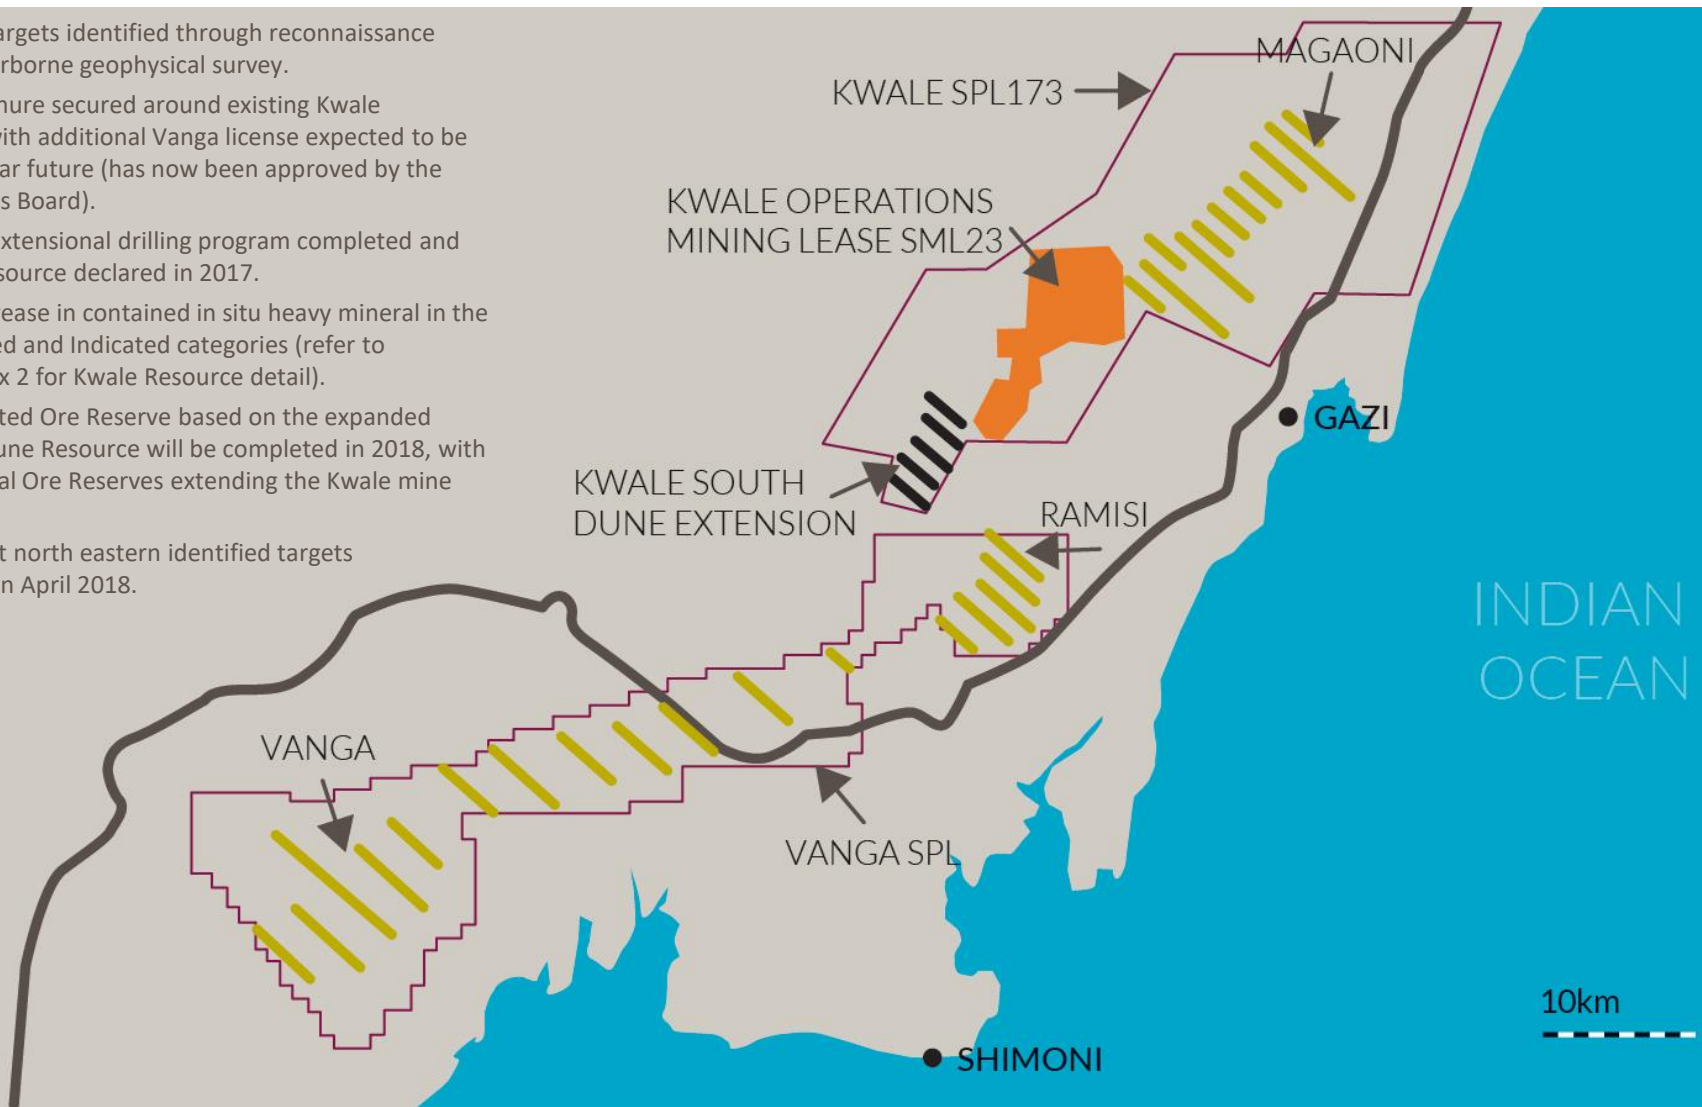 argets identified through reconnaissance
rborne geophysical survey.
nure secured around existing Kwale
with additional Vanga license expected to be
ar future (has now been approved by the
s Board).
xtensional drilling program completed and
source declared in 2017.
rease in contained in situ heavy mineral in the
ed and Indicated categories (refer to
x 2 for Kwale Resource detail).
ted Ore Reserve based on the expanded
une Resource will be completed in 2018, with
al Ore Reserves extending the Kwale mine
t north eastern identified targets
n April 2018.
MAGAONI
KWALE SPL173
KWALE OPERATIONS
MINING LEASE SML23
GAZI
KWALE SOUTH
DUNE EXTENSION
RAMISI
INDIAN
OCEAN
VANGA
VANGA SPL
10km
SHIMONI